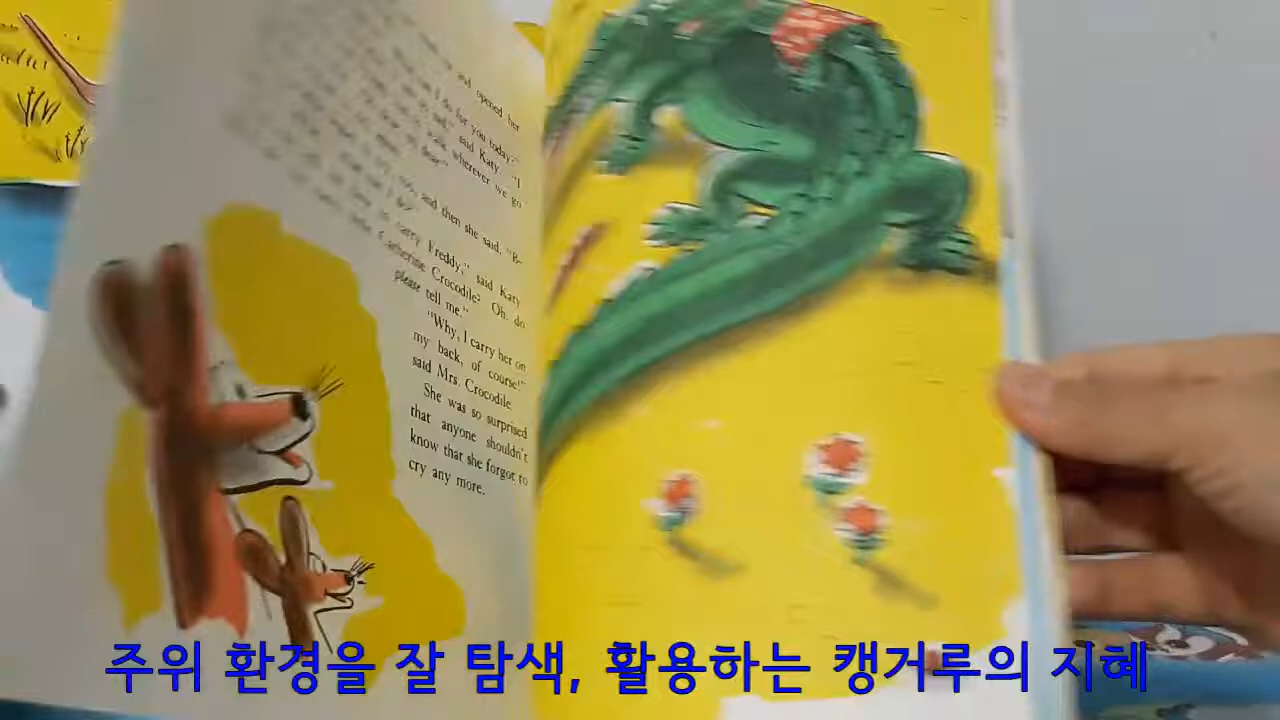 and opened her
I do for you today?"
said Katy. "I
wherever we go
and then she said, "B-
carry Freddy," said Katy
Catherine Crocodile? Oh, do
please tell me."
"Why, I carry her on
my back, of course!"
said Mrs. Crocodile.
She was so surprised
that anyone shouldn't
know that she forgot to
cry any more.
주위 환경을 잘 탐색, 활용하는 캥거루의 지혜